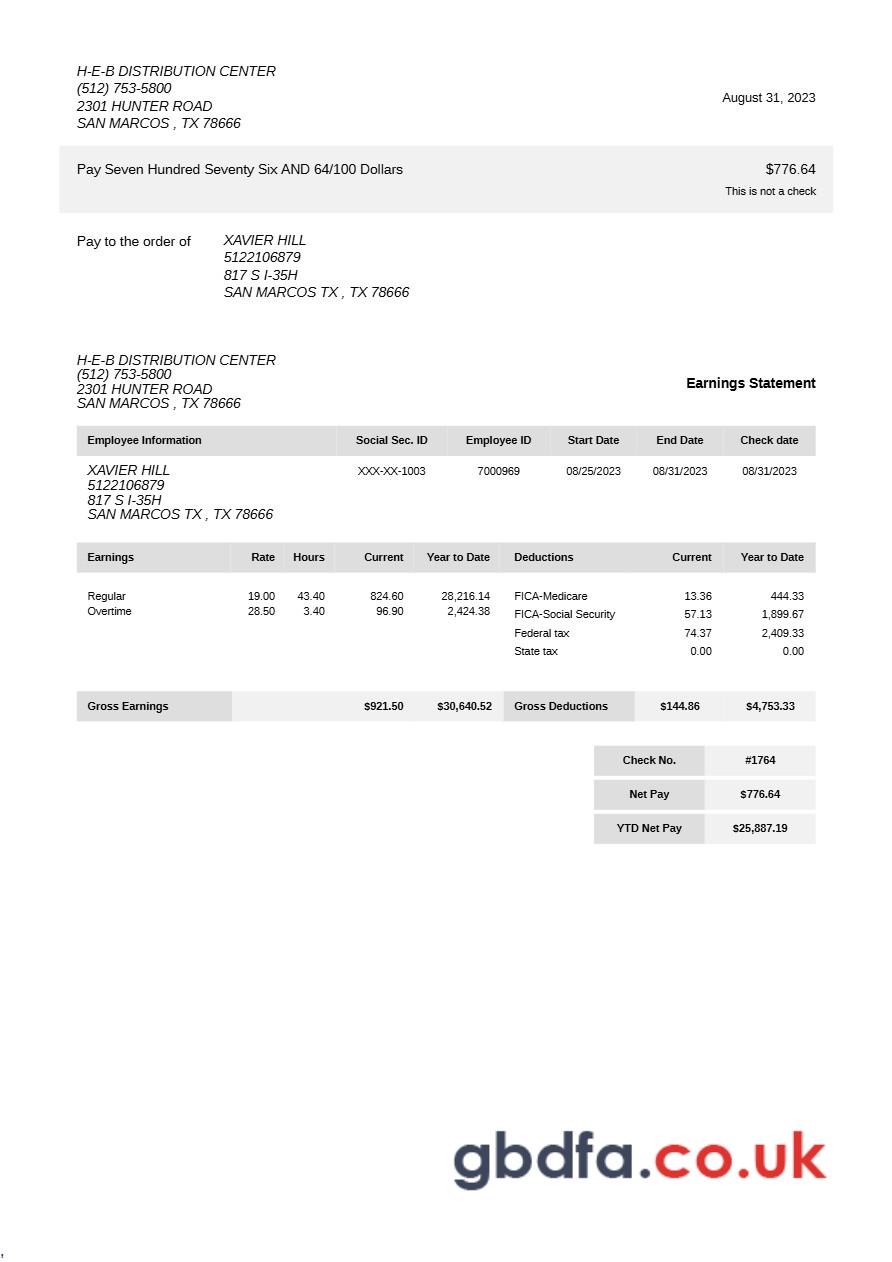 H-E-B DISTRIBUTION CENTER
(512) 753-5800
2301 HUNTER ROAD
SAN MARCOS , TX 78666
August 31, 2023
Pay Seven Hundred Seventy Six AND 64/100 Dollars $776.64
This is not a check
Pay to the order of XAVIER HILL
5122106879
817 S I-35H
SAN MARCOS TX , TX 78666
H-E-B DISTRIBUTION CENTER
(512) 753-5800
2301 HUNTER ROAD
SAN MARCOS , TX 78666
Earnings Statement
Employee Information Social Sec. ID Employee ID Start Date End Date Check date
XAVIER HILL XXX-XX-1003 7000969 08/25/2023 08/31/2023 08/31/2023
5122106879
817 S I-35H
SAN MARCOS TX , TX 78666
Earnings Rate Hours Current Year to Date Deductions Current Year to Date
Regular 19.00 43.40 824.60 28,216.14 FICA-Medicare 13.36 444.33
Overtime 28.50 3.40 96.90 2,424.38 FICA-Social Security 57.13 1,899.67
Federal tax 74.37 2,409.33
State tax 0.00 0.00
Gross Earnings $921.50 $30,640.52 Gross Deductions $144.86 $4,753.33
Check No. #1764
Net Pay $776.64
YTD Net Pay $25,887.19
gbdfa.co.uk
,